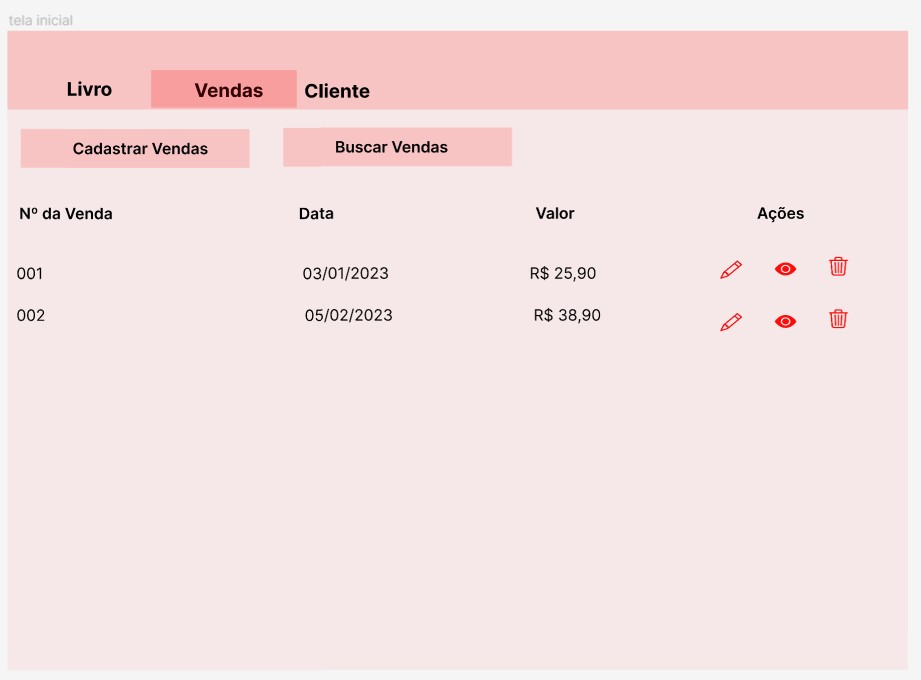 tela inicial
Livro Vendas Cliente
Cadastrar Vendas Buscar Vendas
Nº da Venda Data Valor Ações
001 03/01/2023 R$ 25,90
002 05/02/2023 R$ 38,90